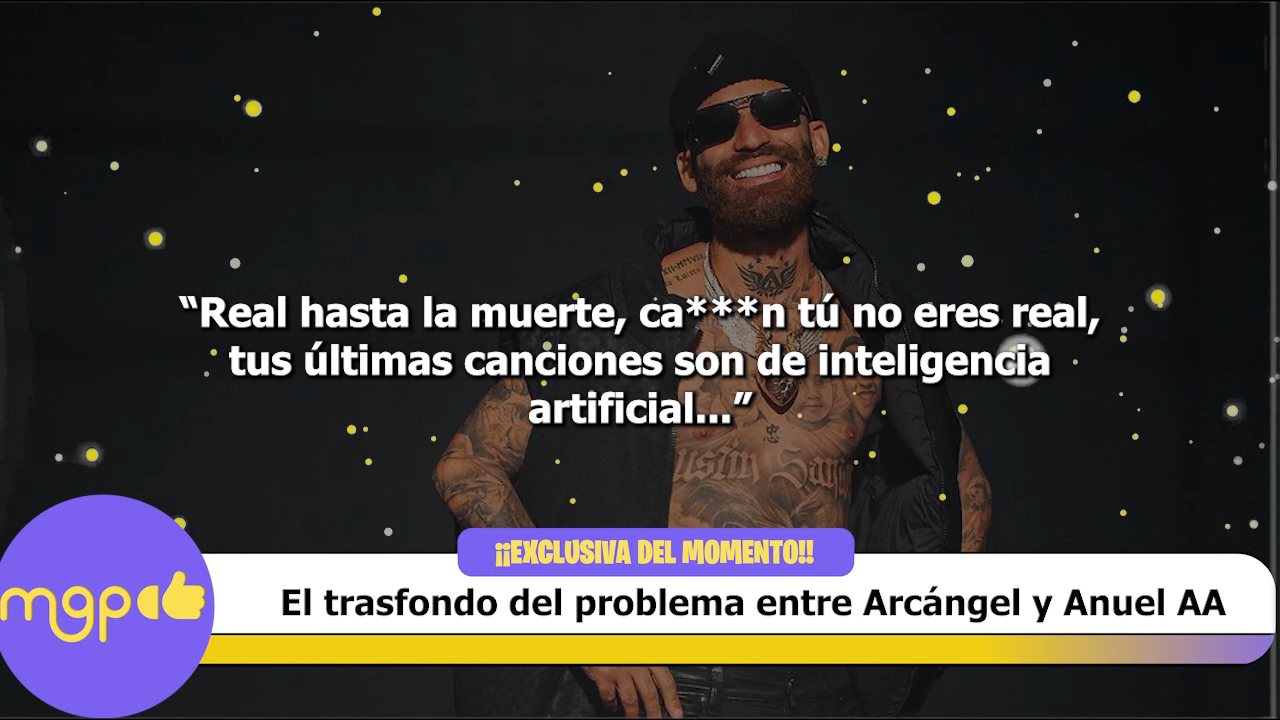 “Real hasta la muerte, ca***n tú no eres real,
tus últimas canciones son de inteligencia
artificial...”
¡¡EXCLUSIVA DEL MOMENTO!!
mgp
El trasfondo del problema entre Arcángel y Anuel AA